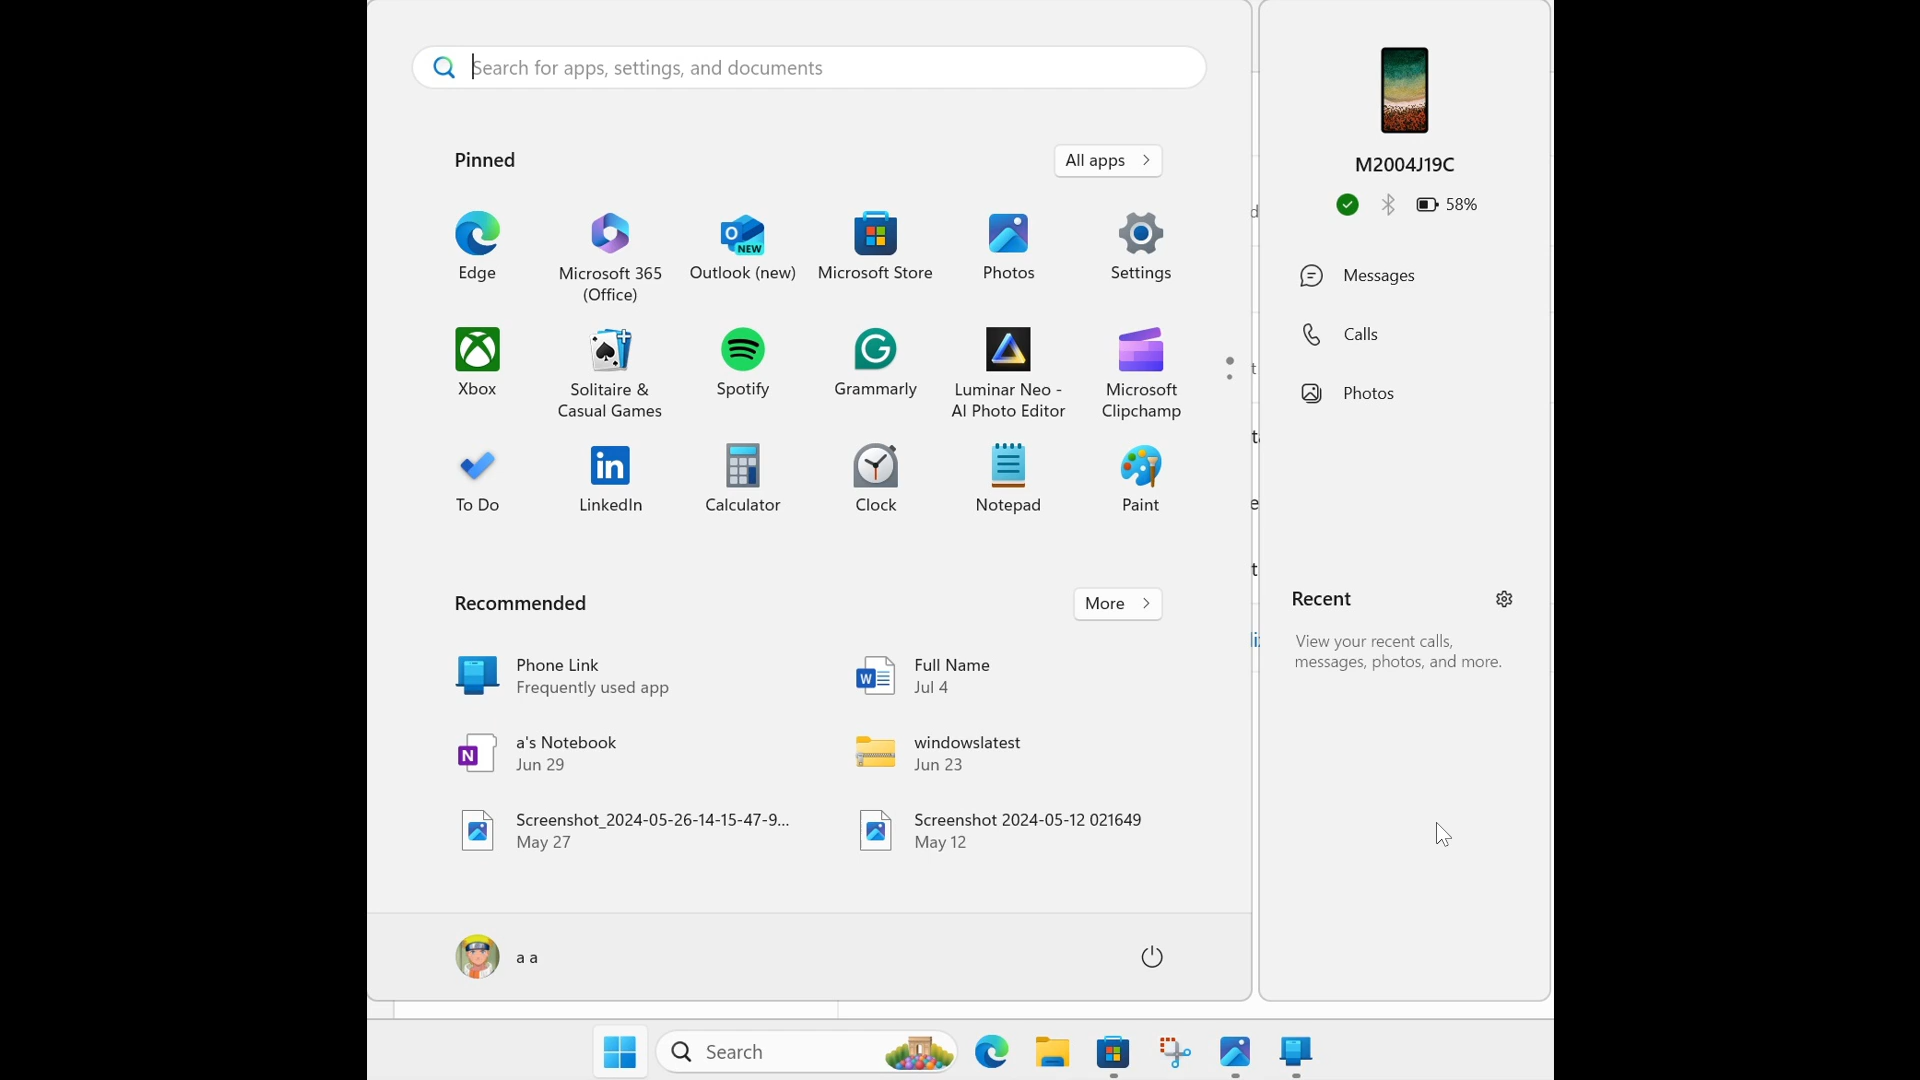 Search for apps, settings, and documents
Pinned
All apps
Edge
Microsoft 365
(Office)
Outlook (new)
NEW
Microsoft Store
Photos
Settings
Xbox
Solitaire &
Casual Games
Spotify
Grammarly
Luminar Neo -
AI Photo Editor
Microsoft
Clipchamp
To Do
LinkedIn
Calculator
Clock
Notepad
Paint
Recommended
More
Phone Link
Frequently used app
Full Name
Jul 4
a's Notebook
Jun 29
windowslatest
Jun 23
Screenshot_2024-05-26-14-15-47-9...
May 27
Screenshot 2024-05-12 021649
May 12
a a
M2004J19C
58%
Messages
Calls
Photos
Recent
View your recent calls,
messages, photos, and more.
Search